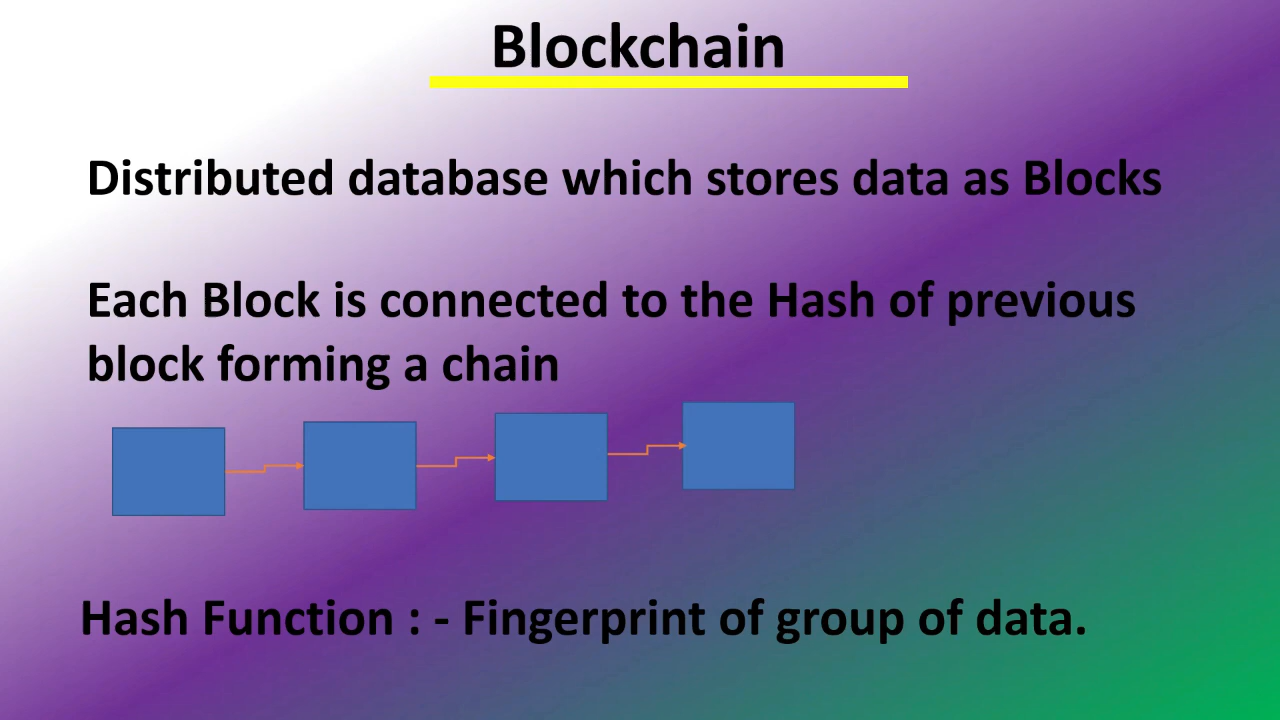 Blockchain
Distributed database which stores data as Blocks
Each Block is connected to the Hash of previous
block forming a chain
Hash Function : - Fingerprint of group of data.